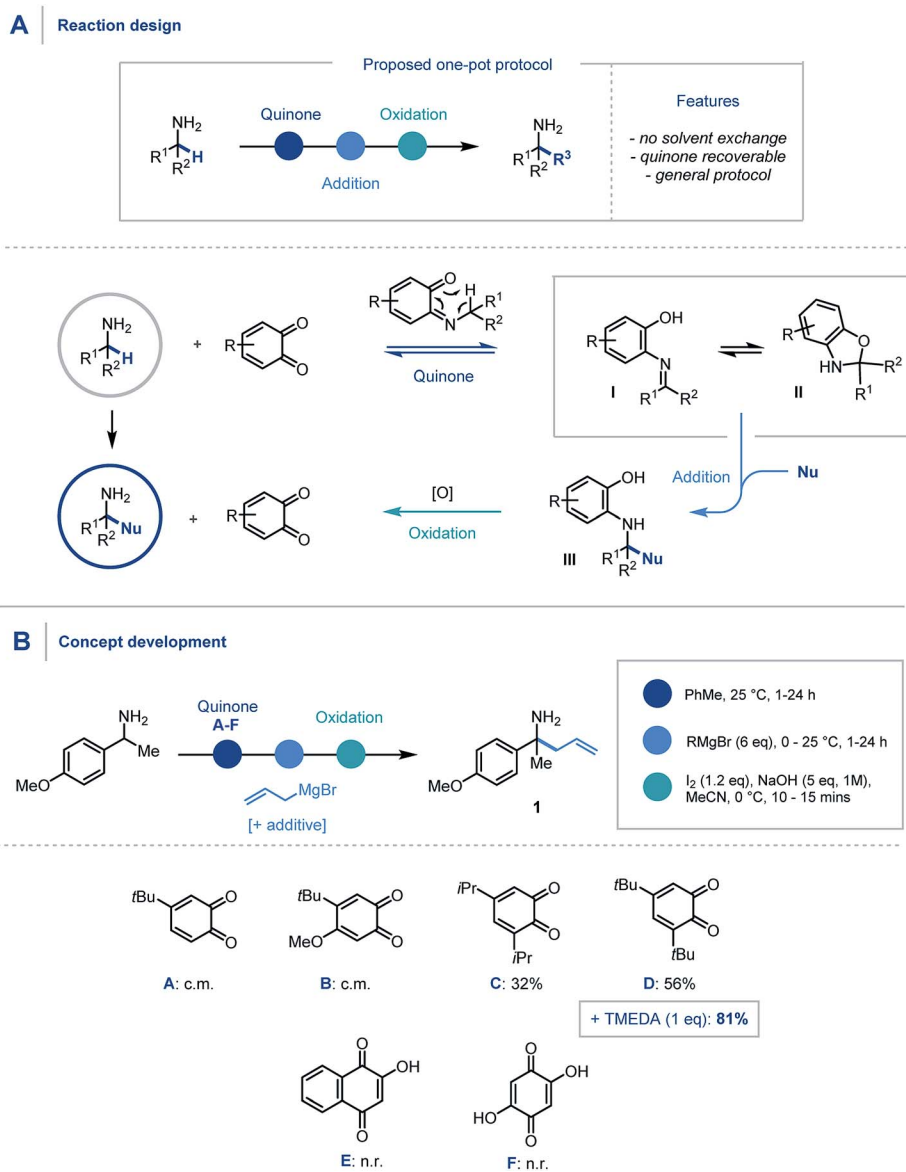 A Reaction design
Proposed one-pot protocol
NH2
R1 H
R2
Quinone
Oxidation
Addition
NH2
R1 R3
R2
Features
- no solvent exchange
- quinone recoverable
- general protocol
NH2
R1 H
R2
+
R
O
O
R
O
H
N
R1
R2
Quinone
R
OH
N
R1 R2
I
R
O
HN
R2
R1
II
Addition
Nu
NH2
R1 Nu
R2
+
R
O
O
[O]
Oxidation
R
OH
NH
R1 Nu
R2
III
B Concept development
NH2
Me
MeO
Quinone
A-F
Oxidation
MgBr
[+ additive]
NH2
Me
MeO
1
PhMe, 25 °C, 1-24 h
RMgBr (6 eq), 0 - 25 °C, 1-24 h
I2 (1.2 eq), NaOH (5 eq, 1M),
MeCN, 0 °C, 10 - 15 mins
tBu
O
O
A: c.m.
tBu
O
MeO
O
B: c.m.
iPr
O
O
iPr
C: 32%
tBu
O
O
tBu
D: 56%
+ TMEDA (1 eq): 81%
O
OH
O
E: n.r.
O
OH
HO
O
F: n.r.